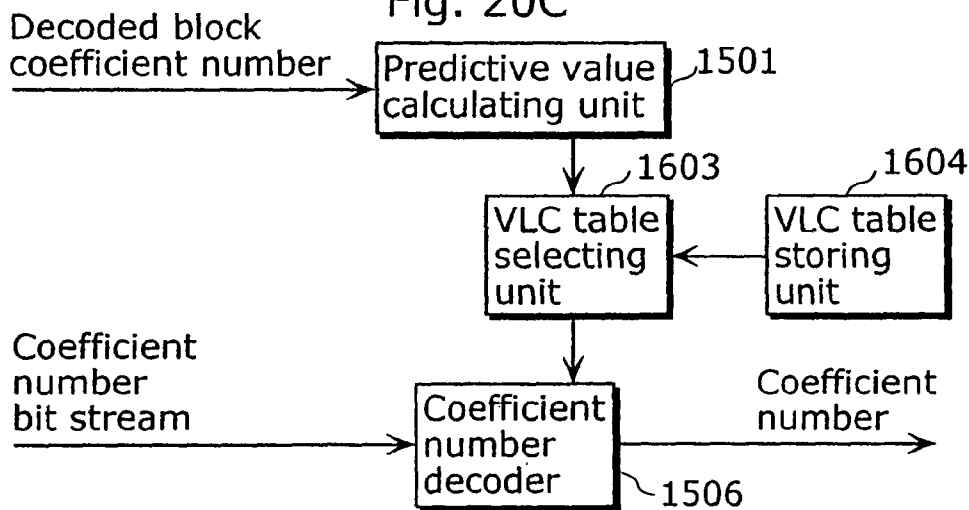 Fig. 20C
Decoded block
coefficient number
Predictive value
calculating unit
1501
1603
1604
VLC table
selecting
unit
VLC table
storing
unit
Coefficient
number
bit stream
Coefficient
number
decoder
Coefficient
number
1506